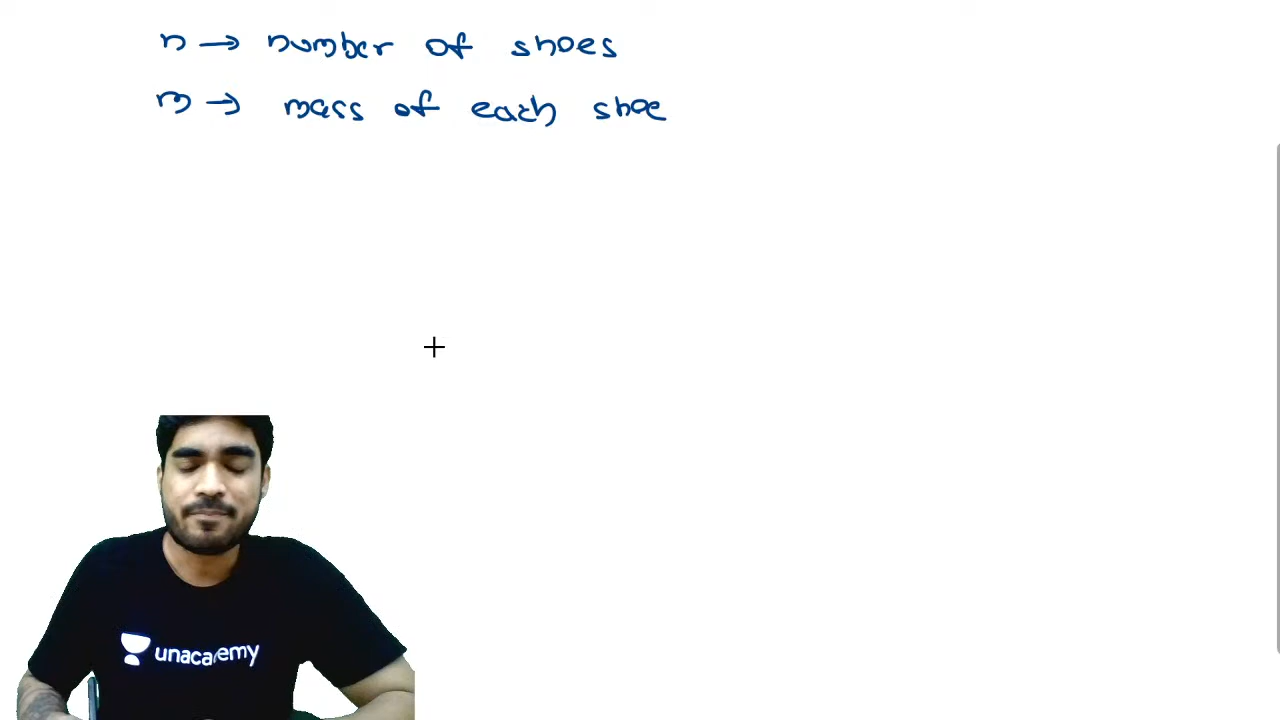 n → number of shoes
m → mass of each shoe
unacademy